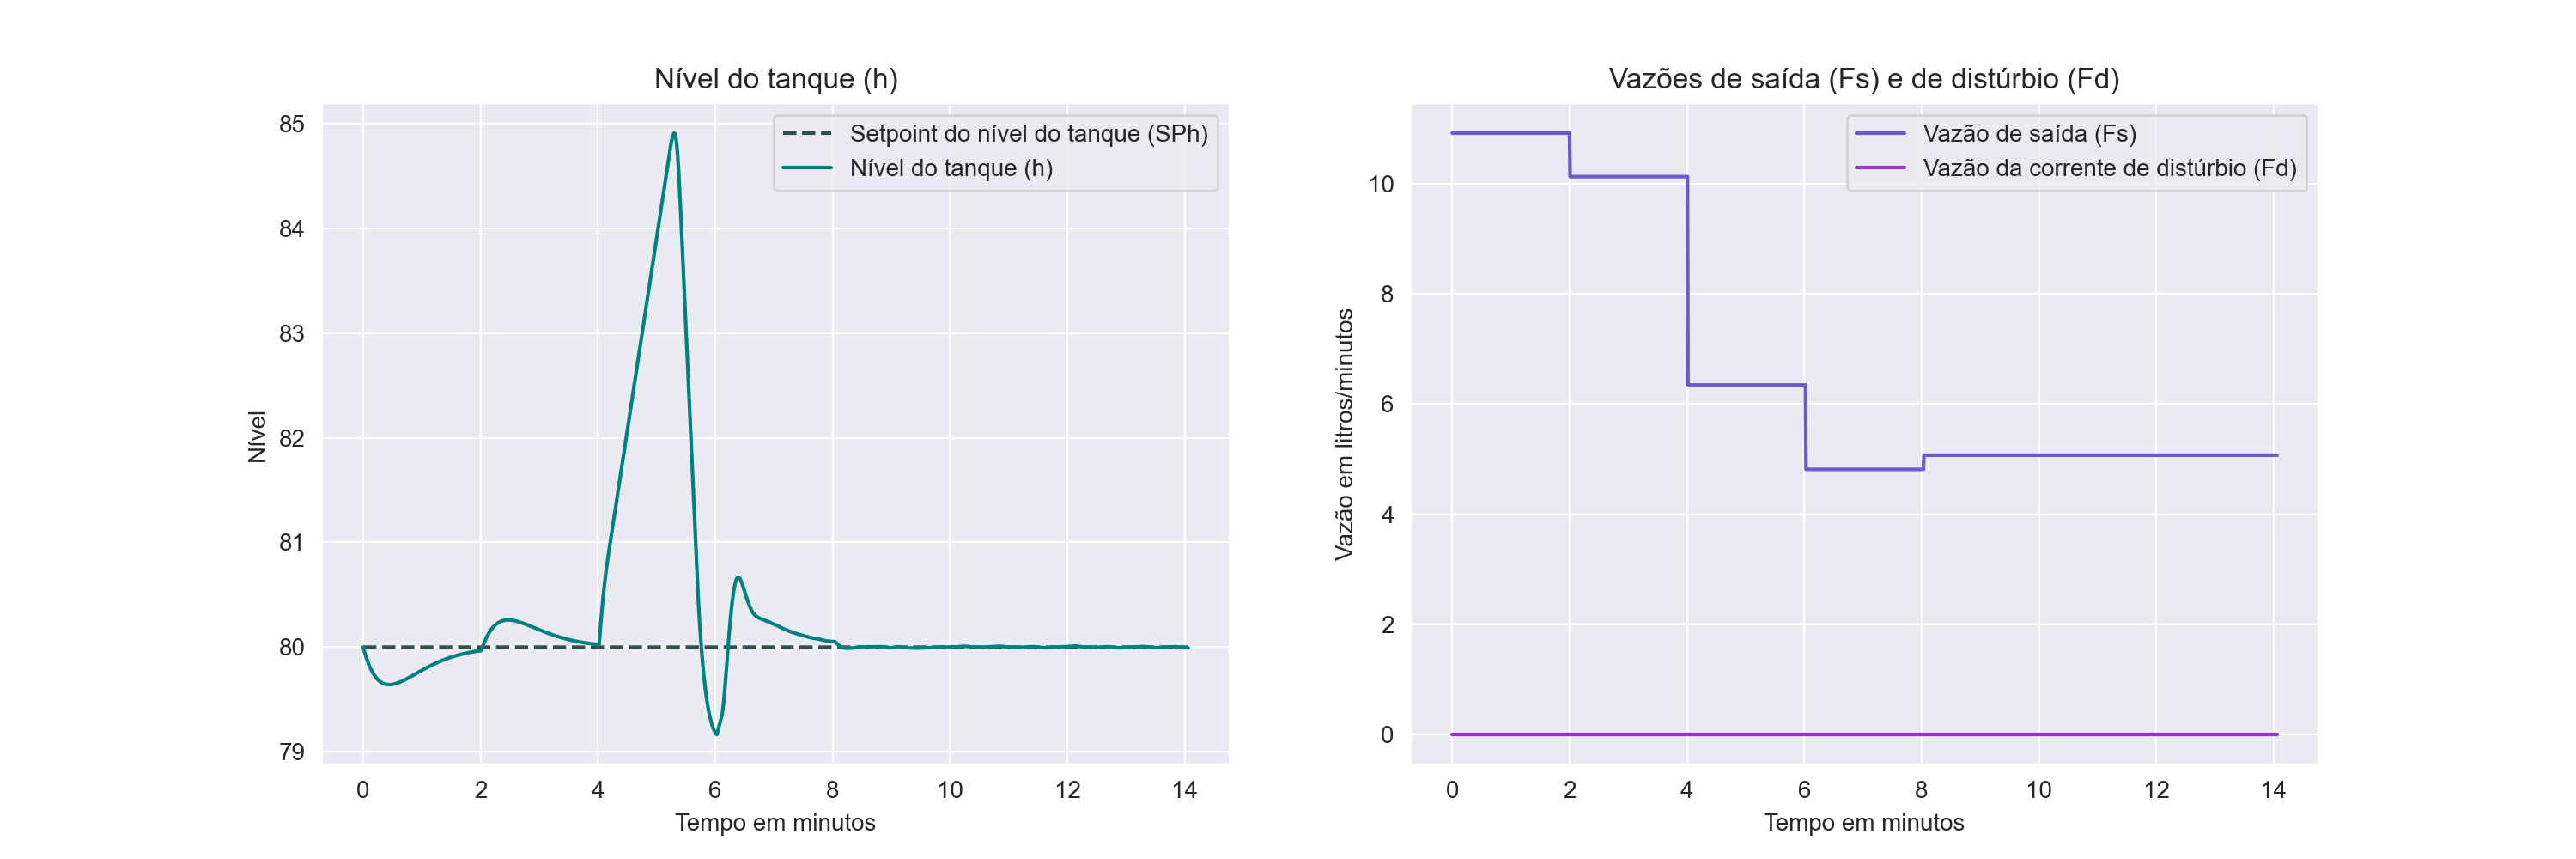 Nível do tanque (h)
85
84
83
82
81
80
79
Nível
Setpoint do nível do tanque (SPh)
Nível do tanque (h)
0 2 4 6 8 10 12 14
Tempo em minutos
Vazões de saída (Fs) e de distúrbio (Fd)
10
8
6
4
2
0
Vazão em litros/minutos
Vazão de saída (Fs)
Vazão da corrente de distúrbio (Fd)
0 2 4 6 8 10 12 14
Tempo em minutos